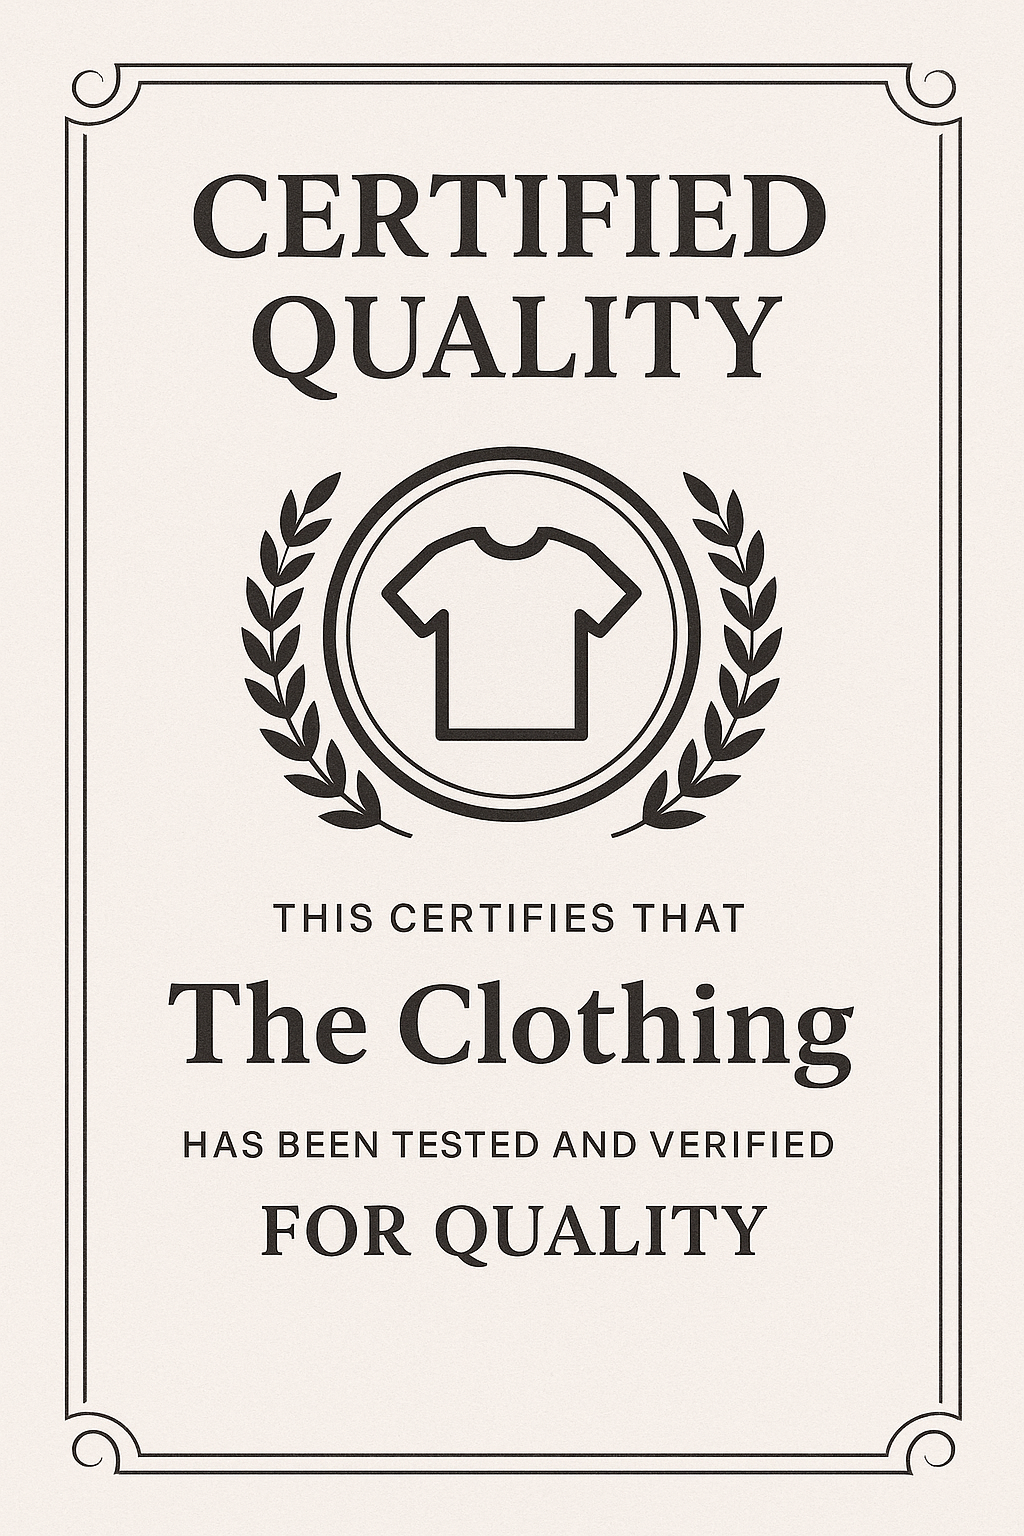 CERTIFIED
QUALITY
THIS CERTIFIES THAT
The Clothing
HAS BEEN TESTED AND VERIFIED
FOR QUALITY